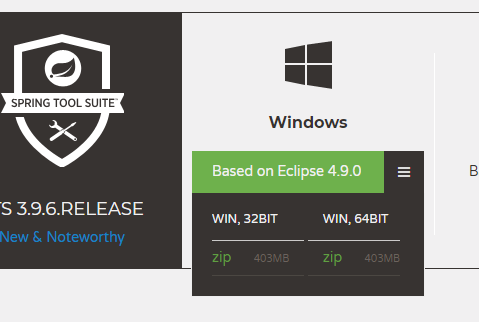 SPRING TOOL SUITE
Windows
Based on Eclipse 4.9.0
B
TS 3.9.6.RELEASE
New & Noteworthy
WIN, 32BIT
WIN, 64BIT
zip 403MB
zip 403MB